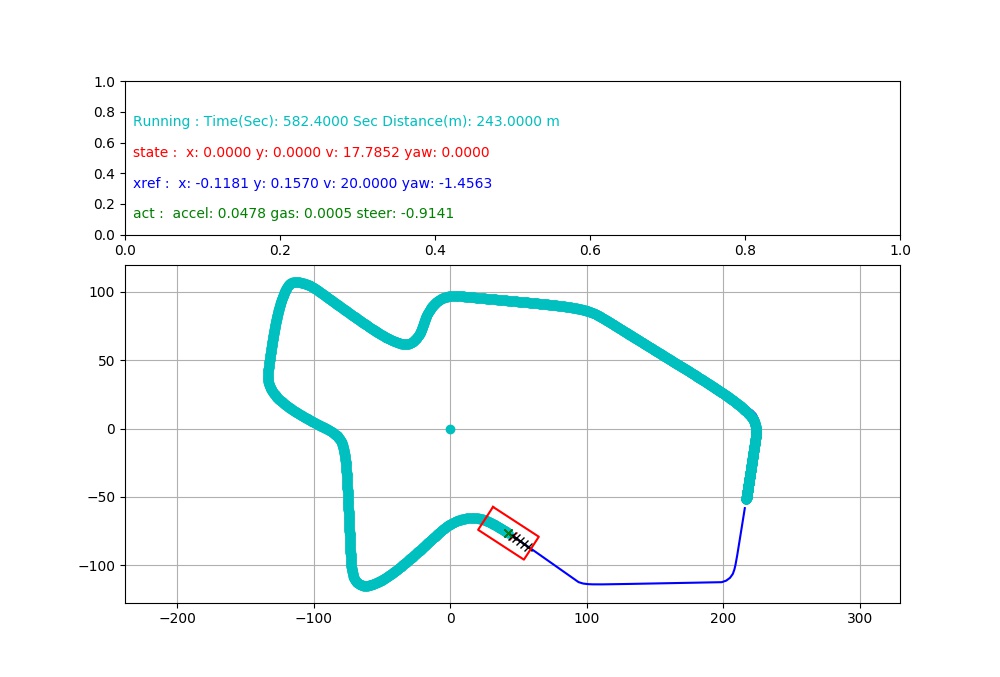 1.0
0.8
0.6
0.4
0.2
0.0
Running : Time(Sec): 582.4000 Sec Distance(m): 243.0000 m
state :  x: 0.0000 y: 0.0000 v: 17.7852 yaw: 0.0000
xref :  x: -0.1181 y: 0.1570 v: 20.0000 yaw: -1.4563
act :  accel: 0.0478 gas: 0.0005 steer: -0.9141
0.0 0.2 0.4 0.6 0.8 1.0
100
50
0
−50
−100
−200 −100 0 100 200 300